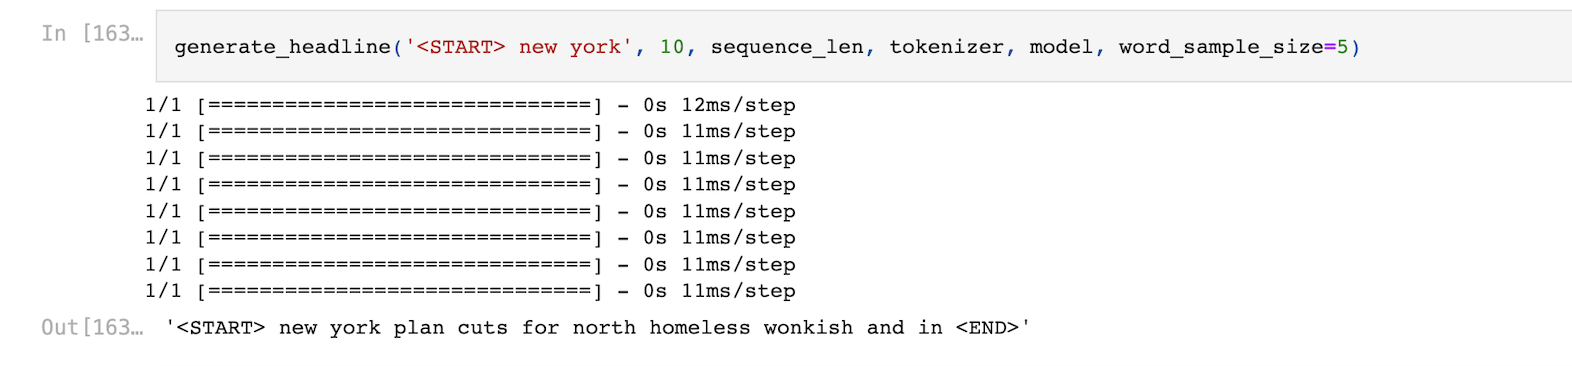 In [163…
generate_headline('<START> new york', 10, sequence_len, tokenizer, model, word_sample_size=5)
1/1 [==============================] - 0s 12ms/step
1/1 [==============================] - 0s 11ms/step
1/1 [==============================] - 0s 11ms/step
1/1 [==============================] - 0s 11ms/step
1/1 [==============================] - 0s 11ms/step
1/1 [==============================] - 0s 11ms/step
1/1 [==============================] - 0s 11ms/step
1/1 [==============================] - 0s 11ms/step
Out[163… '<START> new york plan cuts for north homeless wonkish and in <END>'